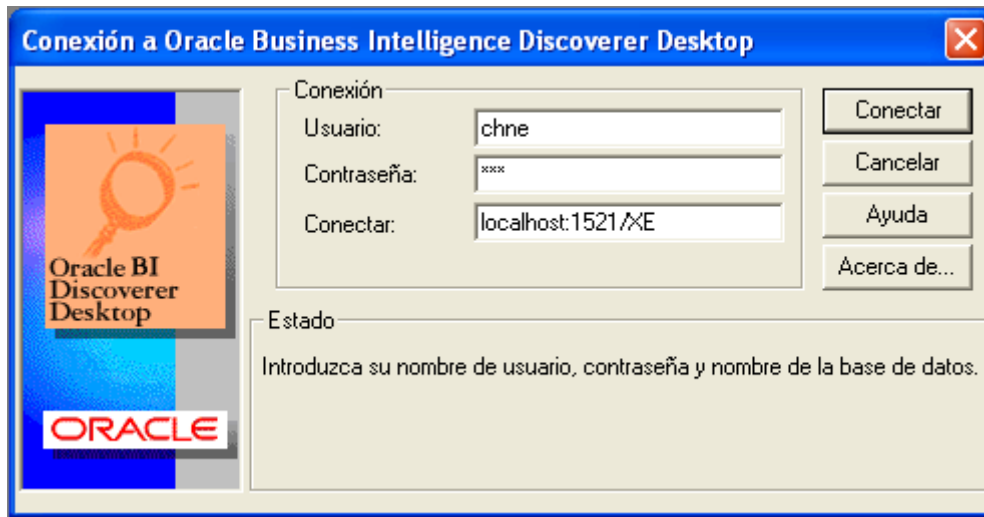 Conexión a Oracle Business Intelligence Discoverer Desktop
Conexión
Usuario: chne
Contraseña: ***
Conectar: localhost:1521/XE
Conectar
Cancelar
Ayuda
Acerca de...
Oracle BI
Discoverer
Desktop
ORACLE
Estado
Introduzca su nombre de usuario, contraseña y nombre de la base de datos.